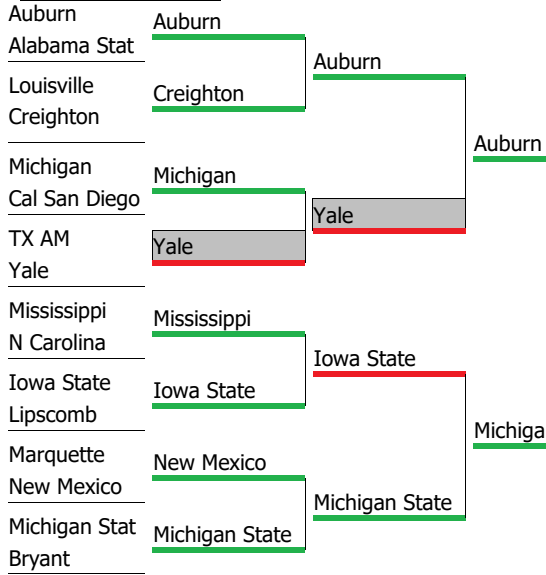 Auburn
Alabama Stat
Louisville
Creighton
Michigan
Cal San Diego
TX AM
Yale
Mississippi
N Carolina
Iowa State
Lipscomb
Marquette
New Mexico
Michigan Stat
Bryant
Auburn
Creighton
Michigan
Yale
Mississippi
Iowa State
New Mexico
Michigan State
Auburn
Yale
Iowa State
Michigan State
Auburn
Michiga